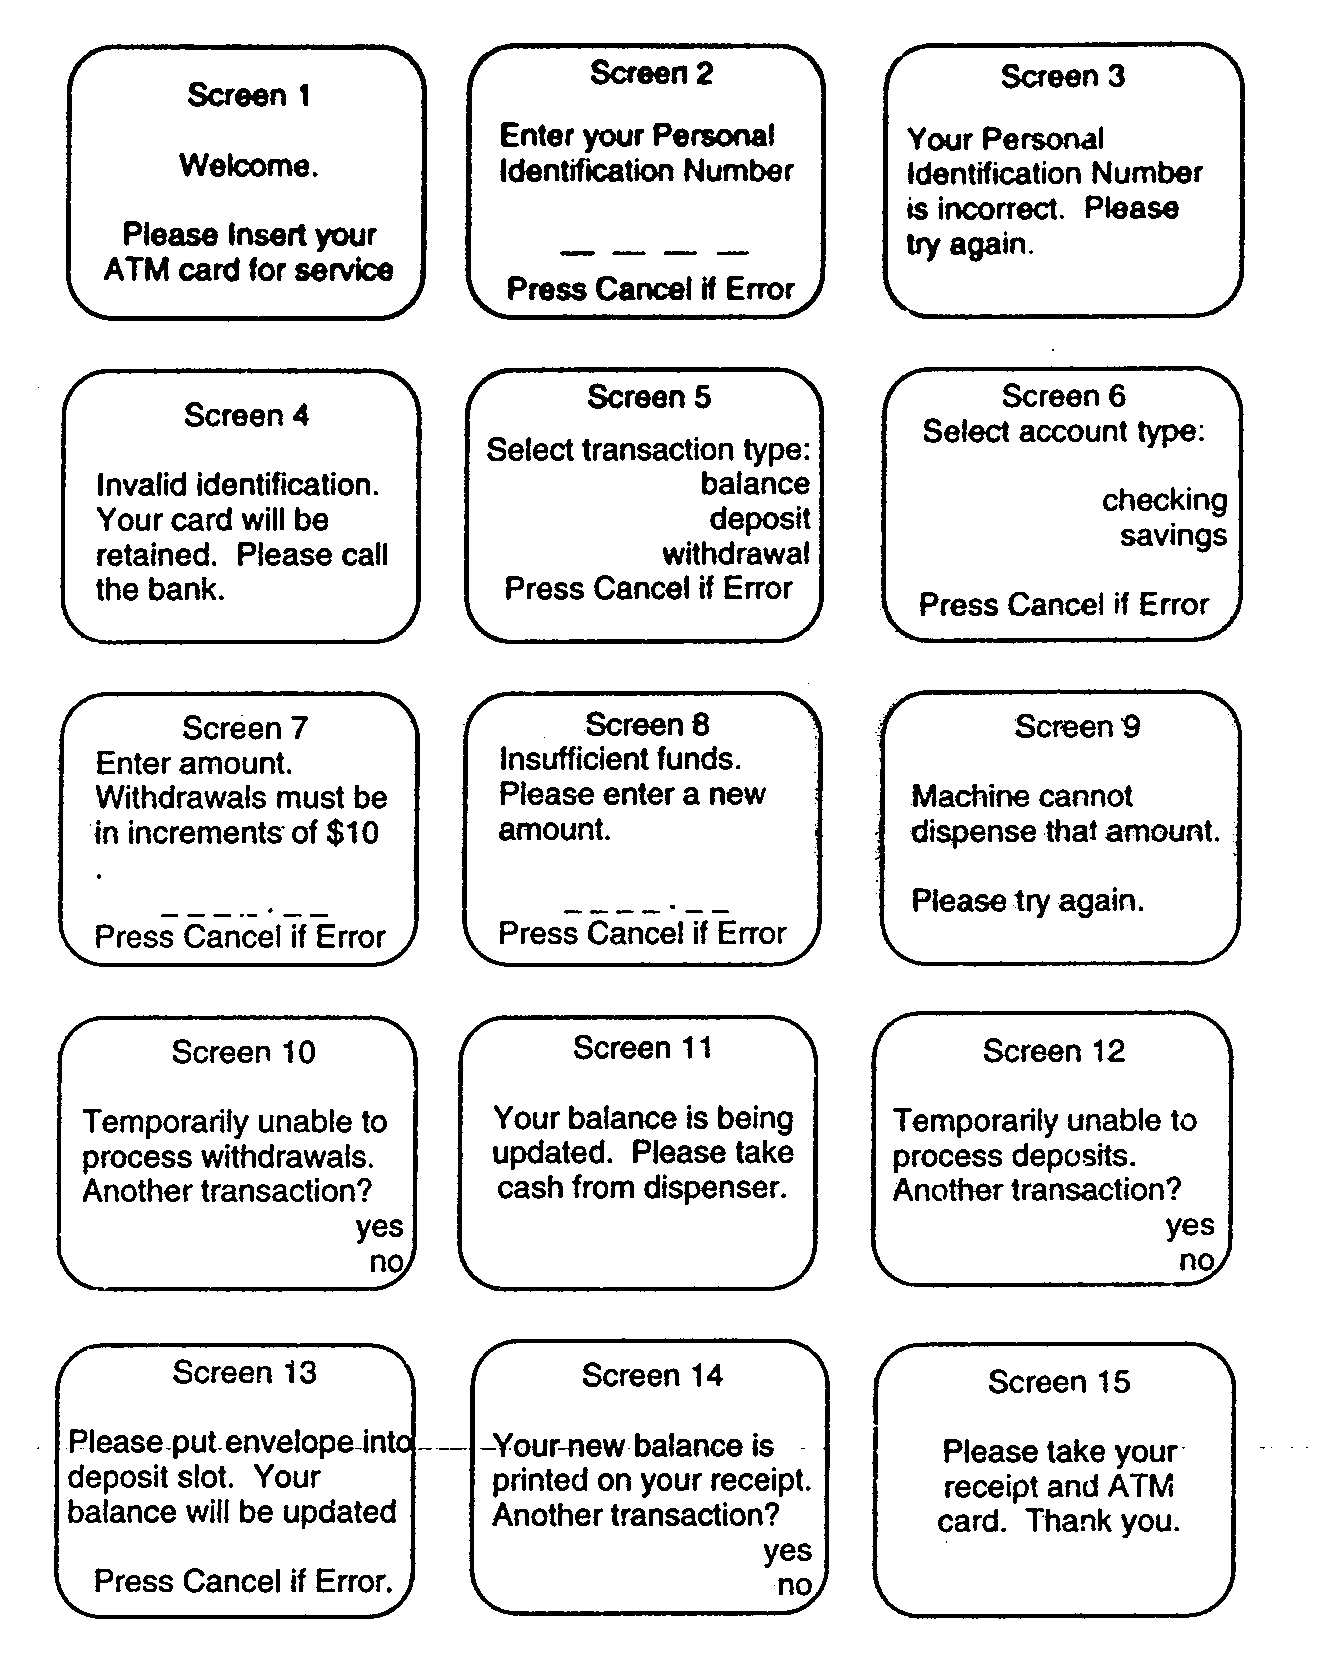 Screen 1
Welcome.
Please Insert your
ATM card for service
Screen 2
Enter your Personal
Identification Number
_ _ _ _
Press Cancel if Error
Screen 3
Your Personal
Identification Number
is incorrect. Please
try again.
Screen 4
Invalid identification.
Your card will be
retained. Please call
the bank.
Screen 5
Select transaction type:
balance
deposit
withdrawal
Press Cancel if Error
Screen 6
Select account type:
checking
savings
Press Cancel if Error
Screen 7
Enter amount.
Withdrawals must be
in increments of $10
_ _ _ _ . _ _
Press Cancel if Error
Screen 8
Insufficient funds.
Please enter a new
amount.
_ _ _ _ . _ _
Press Cancel if Error
Screen 9
Machine cannot
dispense that amount.
Please try again.
Screen 10
Temporarily unable to
process withdrawals.
Another transaction?
yes
no
Screen 11
Your balance is being
updated. Please take
cash from dispenser.
Screen 12
Temporarily unable to
process deposits.
Another transaction?
yes
no
Screen 13
Please put envelope into
deposit slot. Your
balance will be updated
Press Cancel if Error.
Screen 14
Your new balance is
printed on your receipt.
Another transaction?
yes
no
Screen 15
Please take your
receipt and ATM
card. Thank you.